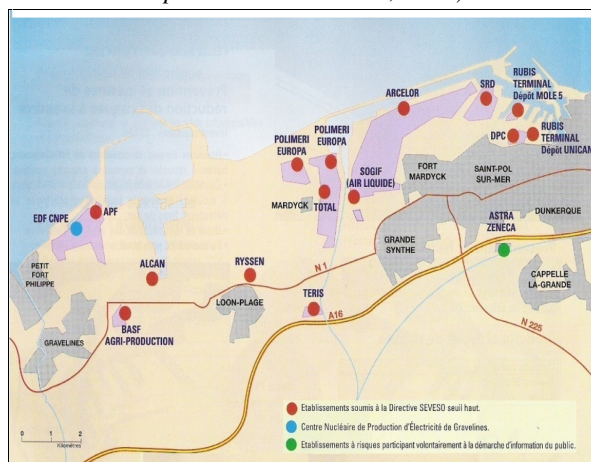 ARCELOR
SRD
RUBIS
TERMINAL
Dépôt MOLE 5
POLIMERI
EUROPA
POLIMERI
EUROPA
DPC
RUBIS
TERMINAL
Dépôt UNICAN
SOGIF
(AIR LIQUIDE)
FORT
MARDYCK
SAINT-POL
SUR-MER
MARDYCK
TOTAL
EDF CNPE
APF
ASTRA
ZENECA
DUNKERQUE
GRANDE
SYNTHE
PETIT
FORT
PHILIPPE
ALCAN
RYSSEN
N 1
CAPPELLE
LA-GRANDE
LOON-PLAGE
TERIS
A16
N 225
BASF
AGRI-PRODUCTION
GRAVELINES
Etablissements soumis à la Directive SEVESO seuil haut.
Centre Nucléaire de Production d'Électricité de Gravelines.
Etablissements à risques participant volontairement à la démarche d'information du public.
0 1 2
Kilomètres